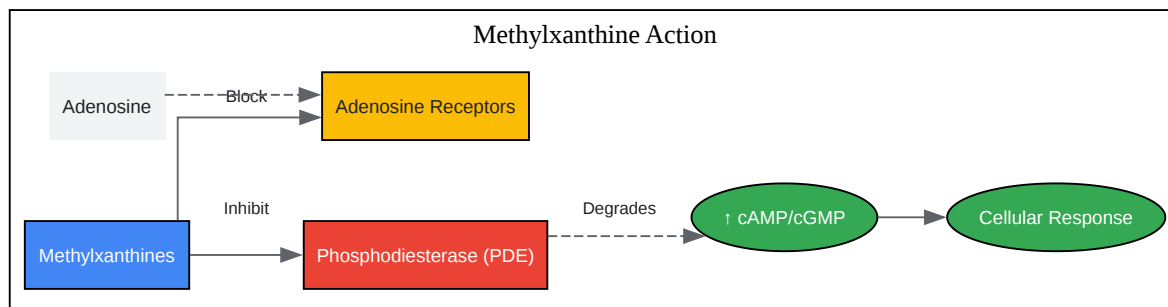 Methylxanthine Action
Adenosine
Block
Adenosine Receptors
Methylxanthines
Inhibit
Phosphodiesterase (PDE)
Degrades
↑ cAMP/cGMP
Cellular Response